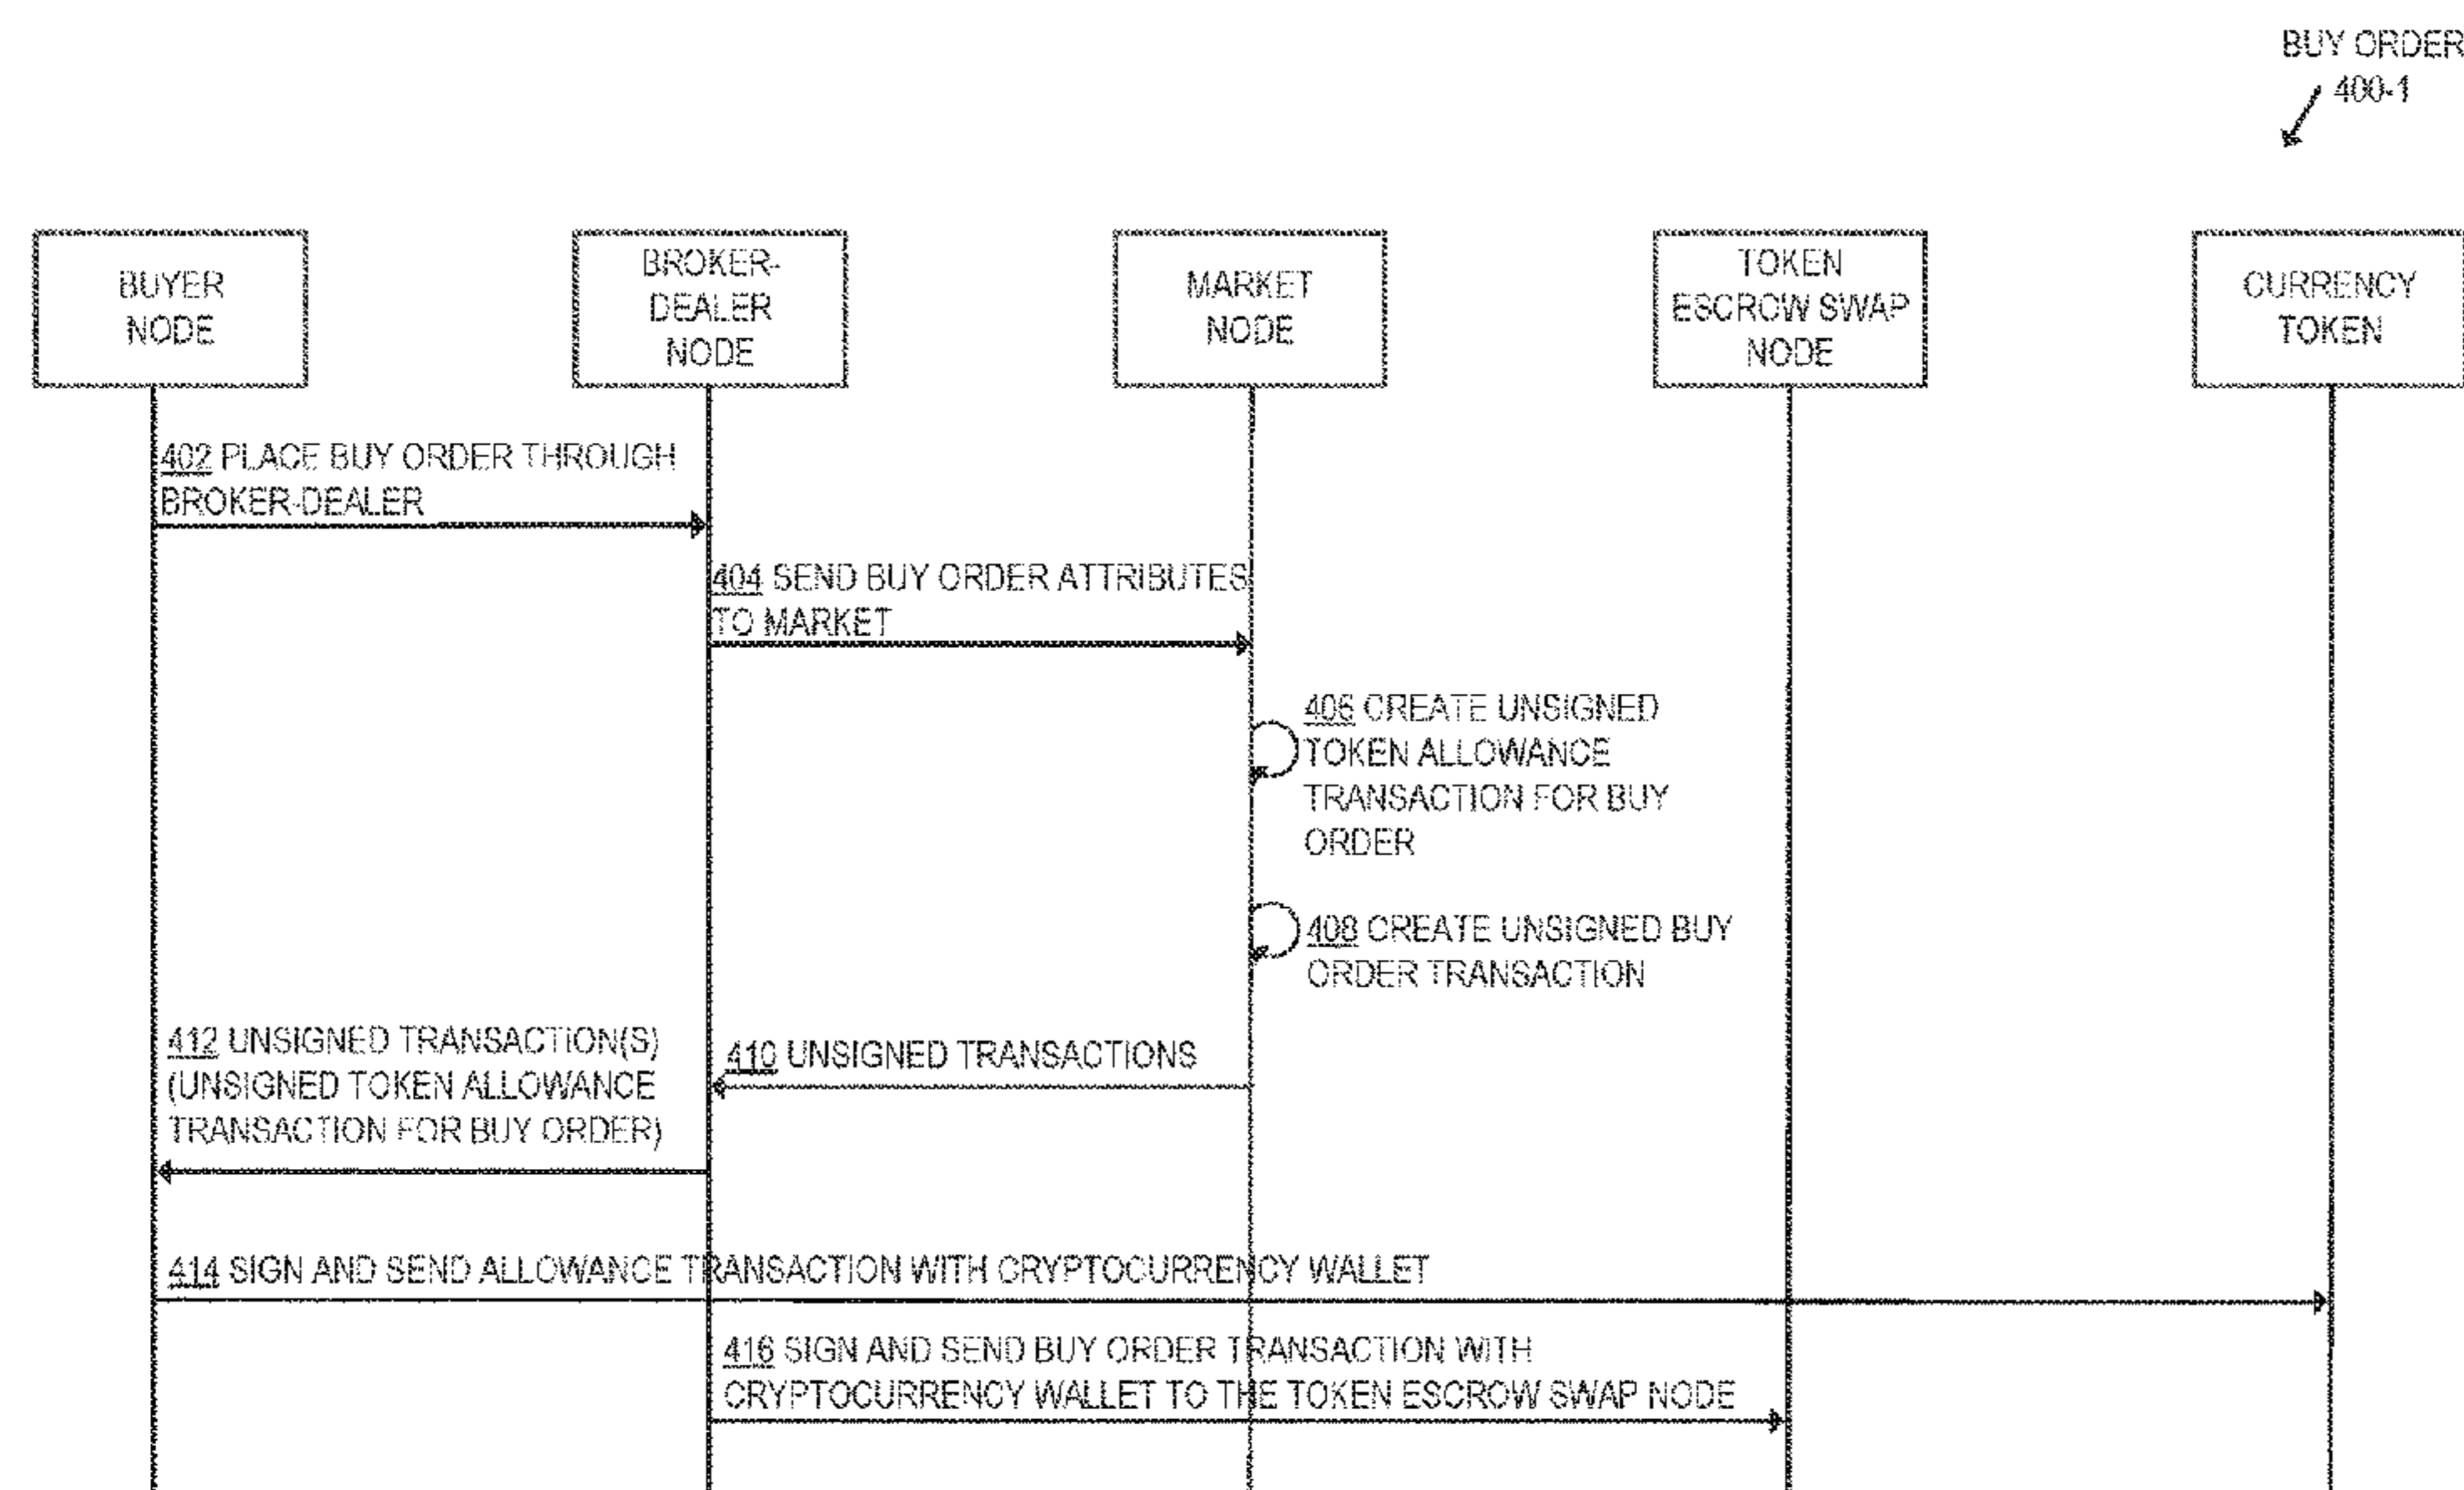 BUY ORDER
400-1
BUYER
NODE
BROKER-
DEALER
NODE
MARKET
NODE
TOKEN
ESCROW SWAP
NODE
CURRENCY
TOKEN
402 PLACE BUY ORDER THROUGH
BROKER-DEALER
404 SEND BUY ORDER ATTRIBUTES
TO MARKET
406 CREATE UNSIGNED
TOKEN ALLOWANCE
TRANSACTION FOR BUY
ORDER
408 CREATE UNSIGNED BUY
ORDER TRANSACTION
410 UNSIGNED TRANSACTIONS
412 UNSIGNED TRANSACTION(S)
(UNSIGNED TOKEN ALLOWANCE
TRANSACTION FOR BUY ORDER)
414 SIGN AND SEND ALLOWANCE TRANSACTION WITH CRYPTOCURRENCY WALLET
416 SIGN AND SEND BUY ORDER TRANSACTION WITH
CRYPTOCURRENCY WALLET TO THE TOKEN ESCROW SWAP NODE